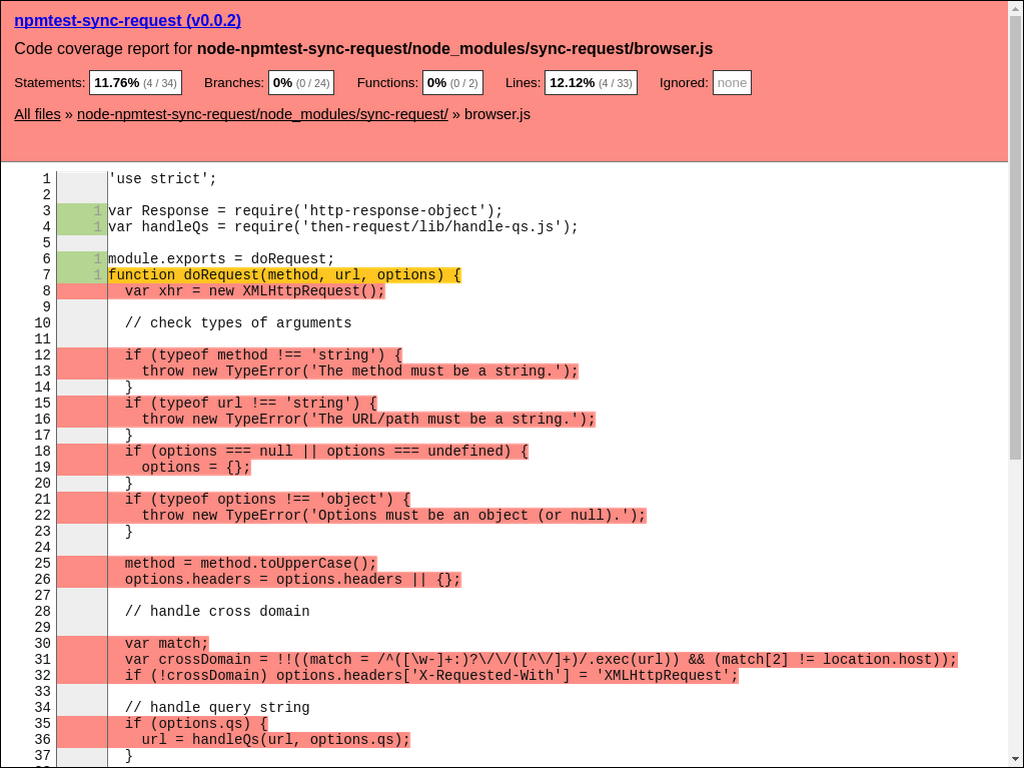 npmtest-sync-request (v0.0.2)
Code coverage report for node-npmtest-sync-request/node_modules/sync-request/browser.js
Statements: 11.76% (4 / 34) Branches: 0% (0 / 24) Functions: 0% (0 / 2) Lines: 12.12% (4 / 33) Ignored: none
All files » node-npmtest-sync-request/node_modules/sync-request/ » browser.js
1 'use strict';
2
3 1 var Response = require('http-response-object');
4 1 var handleQs = require('then-request/lib/handle-qs.js');
5
6 1 module.exports = doRequest;
7 1 function doRequest(method, url, options) {
8   var xhr = new XMLHttpRequest();
9
10   // check types of arguments
11
12   if (typeof method !== 'string') {
13     throw new TypeError('The method must be a string.');
14   }
15   if (typeof url !== 'string') {
16     throw new TypeError('The URL/path must be a string.');
17   }
18   if (options === null || options === undefined) {
19     options = {};
20   }
21   if (typeof options !== 'object') {
22     throw new TypeError('Options must be an object (or null).');
23   }
24
25   method = method.toUpperCase();
26   options.headers = options.headers || {};
27
28   // handle cross domain
29
30   var match;
31   var crossDomain = !!((match = /^([\w-]+:)?\/\/([^\/]+)/.exec(url)) && (match[2] != location.host));
32   if (!crossDomain) options.headers['X-Requested-With'] = 'XMLHttpRequest';
33
34   // handle query string
35   if (options.qs) {
36     url = handleQs(url, options.qs);
37   }